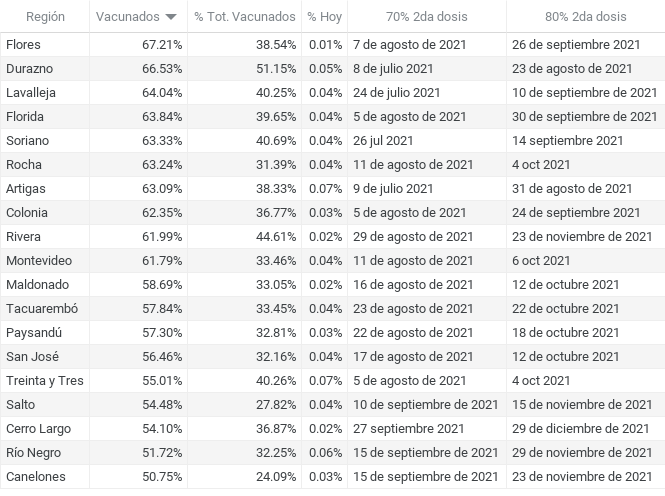 Región Vacunados % Tot. Vacunados % Hoy 70% 2da dosis 80% 2da dosis
Flores 67.21% 38.54% 0.01% 7 de agosto de 2021 26 de septiembre 2021
Durazno 66.53% 51.15% 0.05% 8 de julio 2021 23 de agosto de 2021
Lavalleja 64.04% 40.25% 0.04% 24 de julio 2021 10 de septiembre de 2021
Florida 63.84% 39.65% 0.04% 5 de agosto de 2021 30 de septiembre de 2021
Soriano 63.33% 40.69% 0.04% 26 jul 2021 14 septiembre 2021
Rocha 63.24% 31.39% 0.04% 11 de agosto de 2021 4 oct 2021
Artigas 63.09% 38.33% 0.07% 9 de julio 2021 31 de agosto de 2021
Colonia 62.35% 36.77% 0.03% 5 de agosto de 2021 24 de septiembre 2021
Rivera 61.99% 44.61% 0.02% 29 de agosto de 2021 23 de noviembre de 2021
Montevideo 61.79% 33.46% 0.04% 11 de agosto de 2021 6 oct 2021
Maldonado 58.69% 33.05% 0.02% 16 de agosto de 2021 12 de octubre 2021
Tacuarembó 57.84% 33.45% 0.04% 23 de agosto de 2021 22 de octubre 2021
Paysandú 57.30% 32.81% 0.03% 22 de agosto de 2021 18 de octubre 2021
San José 56.46% 32.16% 0.04% 17 de agosto de 2021 12 de octubre 2021
Treinta y Tres 55.01% 40.26% 0.07% 5 de agosto de 2021 4 oct 2021
Salto 54.48% 27.82% 0.04% 10 de septiembre de 2021 15 de noviembre de 2021
Cerro Largo 54.10% 36.87% 0.02% 27 septiembre 2021 29 de diciembre de 2021
Río Negro 51.72% 32.25% 0.06% 15 de septiembre de 2021 29 de noviembre de 2021
Canelones 50.75% 24.09% 0.03% 15 de septiembre de 2021 23 de noviembre de 2021